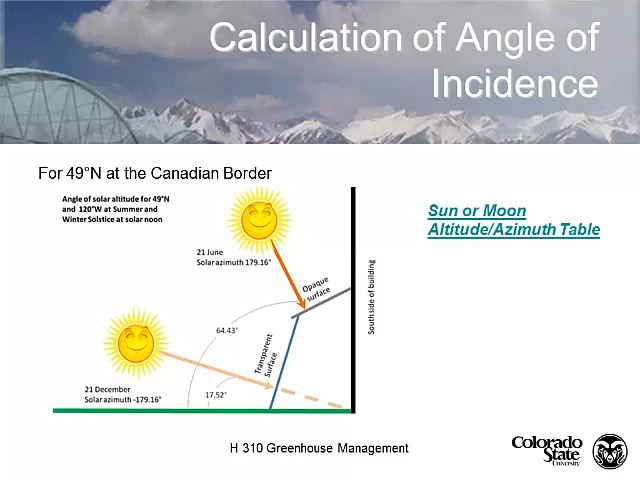 Calculation of Angle of
Incidence
For 49°N at the Canadian Border
Angle of solar altitude for 49°N
and 120°W at Summer and
Winter Solstice at solar noon
Sun or Moon
Altitude/Azimuth Table
21 June
Solar azimuth 179.16°
Opaque
surface
South side of building
64.43°
Transparent
Surface
21 December
Solar azimuth -179.16°
17.52°
H 310 Greenhouse Management
Colorado
State
University